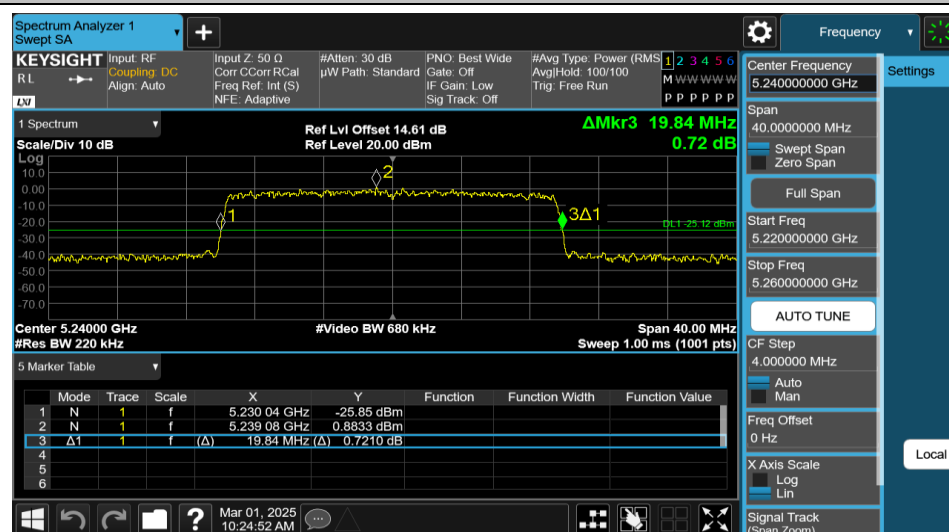 Spectrum Analyzer 1
Swept SA
+
Frequency
KEYSIGHT
R L
LXI
Input: RF
Coupling: DC
Align: Auto
Input Z: 50 Ω
Corr CCorr RCal
Freq Ref: Int (S)
NFE: Adaptive
#Atten: 30 dB
µW Path: Standard
PNO: Best Wide
Gate: Off
IF Gain: Low
Sig Track: Off
#Avg Type: Power (RMS
Avg|Hold: 100/100
Trig: Free Run
1 2 3 4 5 6
M W W W W W
P P P P P P
1 Spectrum
Scale/Div 10 dB
Ref Lvl Offset 14.61 dB
Ref Level 20.00 dBm
ΔMkr3 19.84 MHz
0.72 dB
Log
10.0
0.00
-10.0
-20.0
-30.0
-40.0
-50.0
-60.0
-70.0
1
2
3Δ1
DL1 -25.12 dBm
Center 5.24000 GHz
#Res BW 220 kHz
#Video BW 680 kHz
Span 40.00 MHz
Sweep 1.00 ms (1001 pts)
5 Marker Table
Mode Trace Scale X Y Function Function Width Function Value
1 N 1 f 5.230 04 GHz -25.85 dBm
2 N 1 f 5.239 08 GHz 0.8833 dBm
3 Δ1 1 f (Δ) 19.84 MHz (Δ) 0.7210 dB
4
5
6
Center Frequency
5.240000000 GHz
Span
40.0000000 MHz
Swept Span
Zero Span
Full Span
Start Freq
5.220000000 GHz
Stop Freq
5.260000000 GHz
AUTO TUNE
CF Step
4.000000 MHz
Auto
Man
Freq Offset
0 Hz
X Axis Scale
Log
Lin
Signal Track
(Span Zoom)
Settings
Local
?
Mar 01, 2025
10:24:52 AM